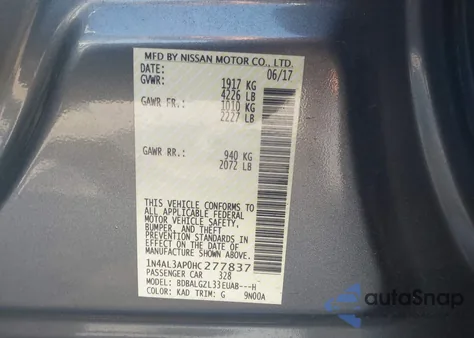 MFD BY NISSAN MOTOR CO., LTD.
DATE: 06/17
GVWR: 1917 KG
4226 LB
GAWR FR.: 1010 KG
2227 LB
GAWR RR.: 940 KG
2072 LB
THIS VEHICLE CONFORMS TO
ALL APPLICABLE FEDERAL
MOTOR VEHICLE SAFETY,
BUMPER, AND THEFT
PREVENTION STANDARDS IN
EFFECT ON THE DATE OF
MANUFACTURE SHOWN ABOVE.
1N4AL3AP0HC277837
PASSENGER CAR 328
MODEL: BDBALGZL33EUAB---H
COLOR: KAD TRIM: G 9N00A
autoSnap